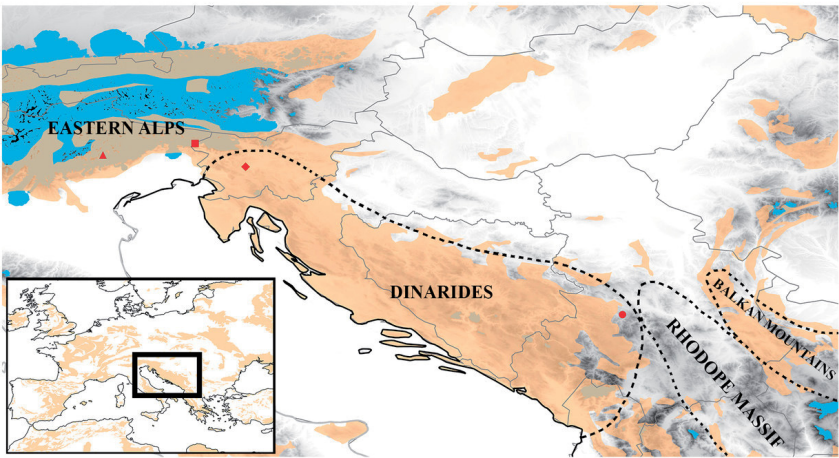 EASTERN ALPS
DINARIDES
BALKAN MOUNTAINS
RHODOPE MASSIF